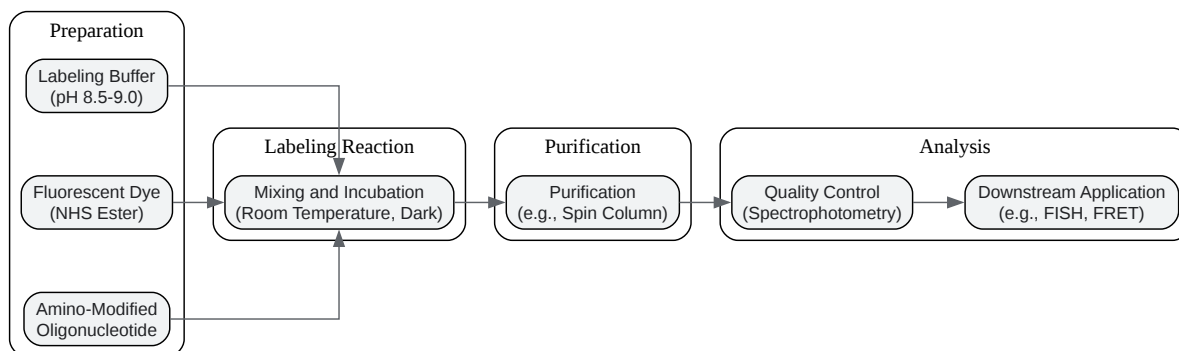 Preparation
Labeling Buffer
(pH 8.5-9.0)
Fluorescent Dye
(NHS Ester)
Amino-Modified
Oligonucleotide
Labeling Reaction
Mixing and Incubation
(Room Temperature, Dark)
Purification
Purification
(e.g., Spin Column)
Analysis
Quality Control
(Spectrophotometry)
Downstream Application
(e.g., FISH, FRET)